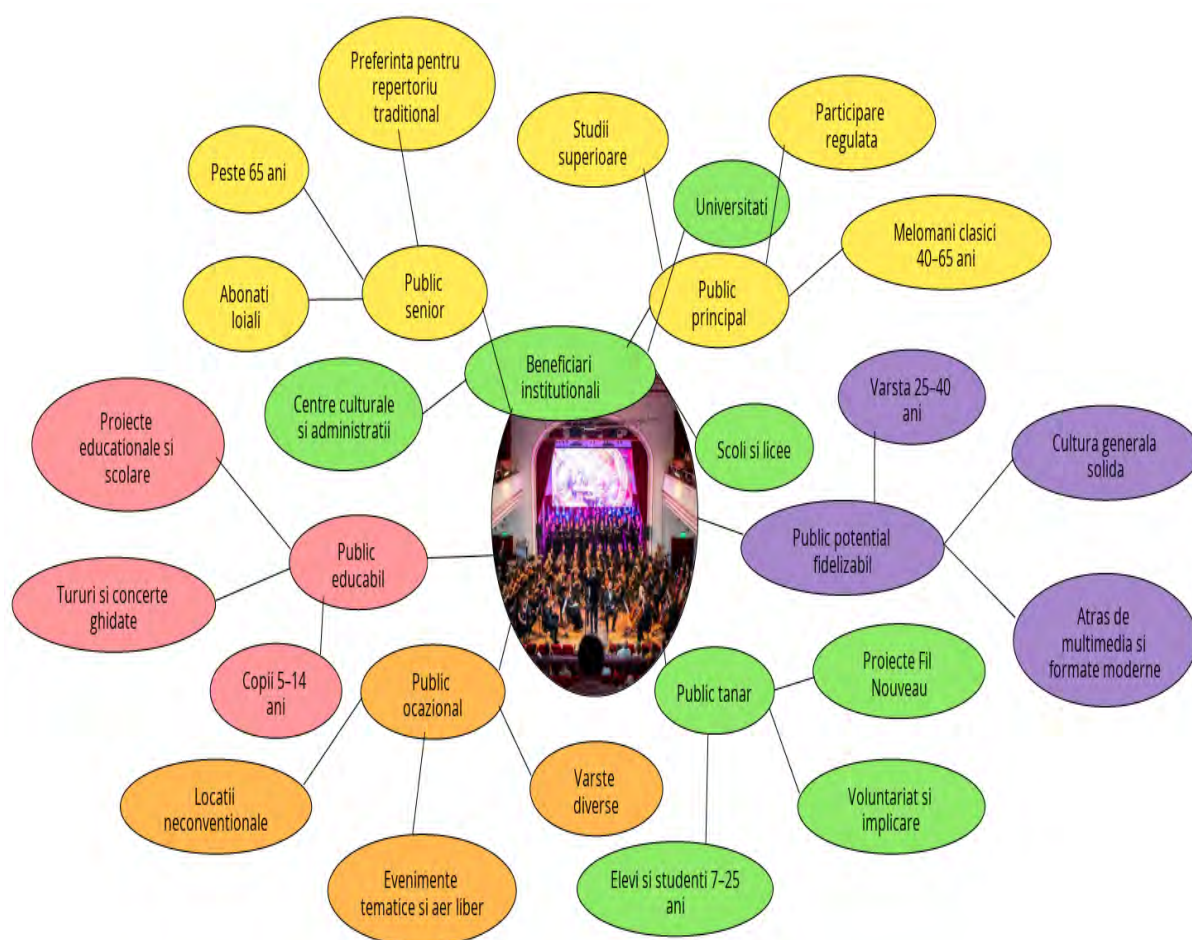 Preferinta pentru
repertoriu
traditional
Peste 65 ani
Abonati
loiali
Public
senior
Studii
superioare
Participare
regulata
Universitati
Melomani clasici
40–65 ani
Public
principal
Beneficiari
institutionali
Centre culturale
si administratii
Scoli si licee
Varsta 25–40
ani
Cultura generala
solida
Public potential
fidelizabil
Atras de
multimedia si
formate moderne
Proiecte
educationale si
scolare
Public
educabil
Tururi si concerte
ghidate
Copii 5–14
ani
Public
ocazional
Locatii
neconventionale
Varste
diverse
Evenimente
tematice si aer liber
Public tanar
Proiecte Fil
Nouveau
Voluntariat si
implicare
Elevi si studenti 7–25
ani